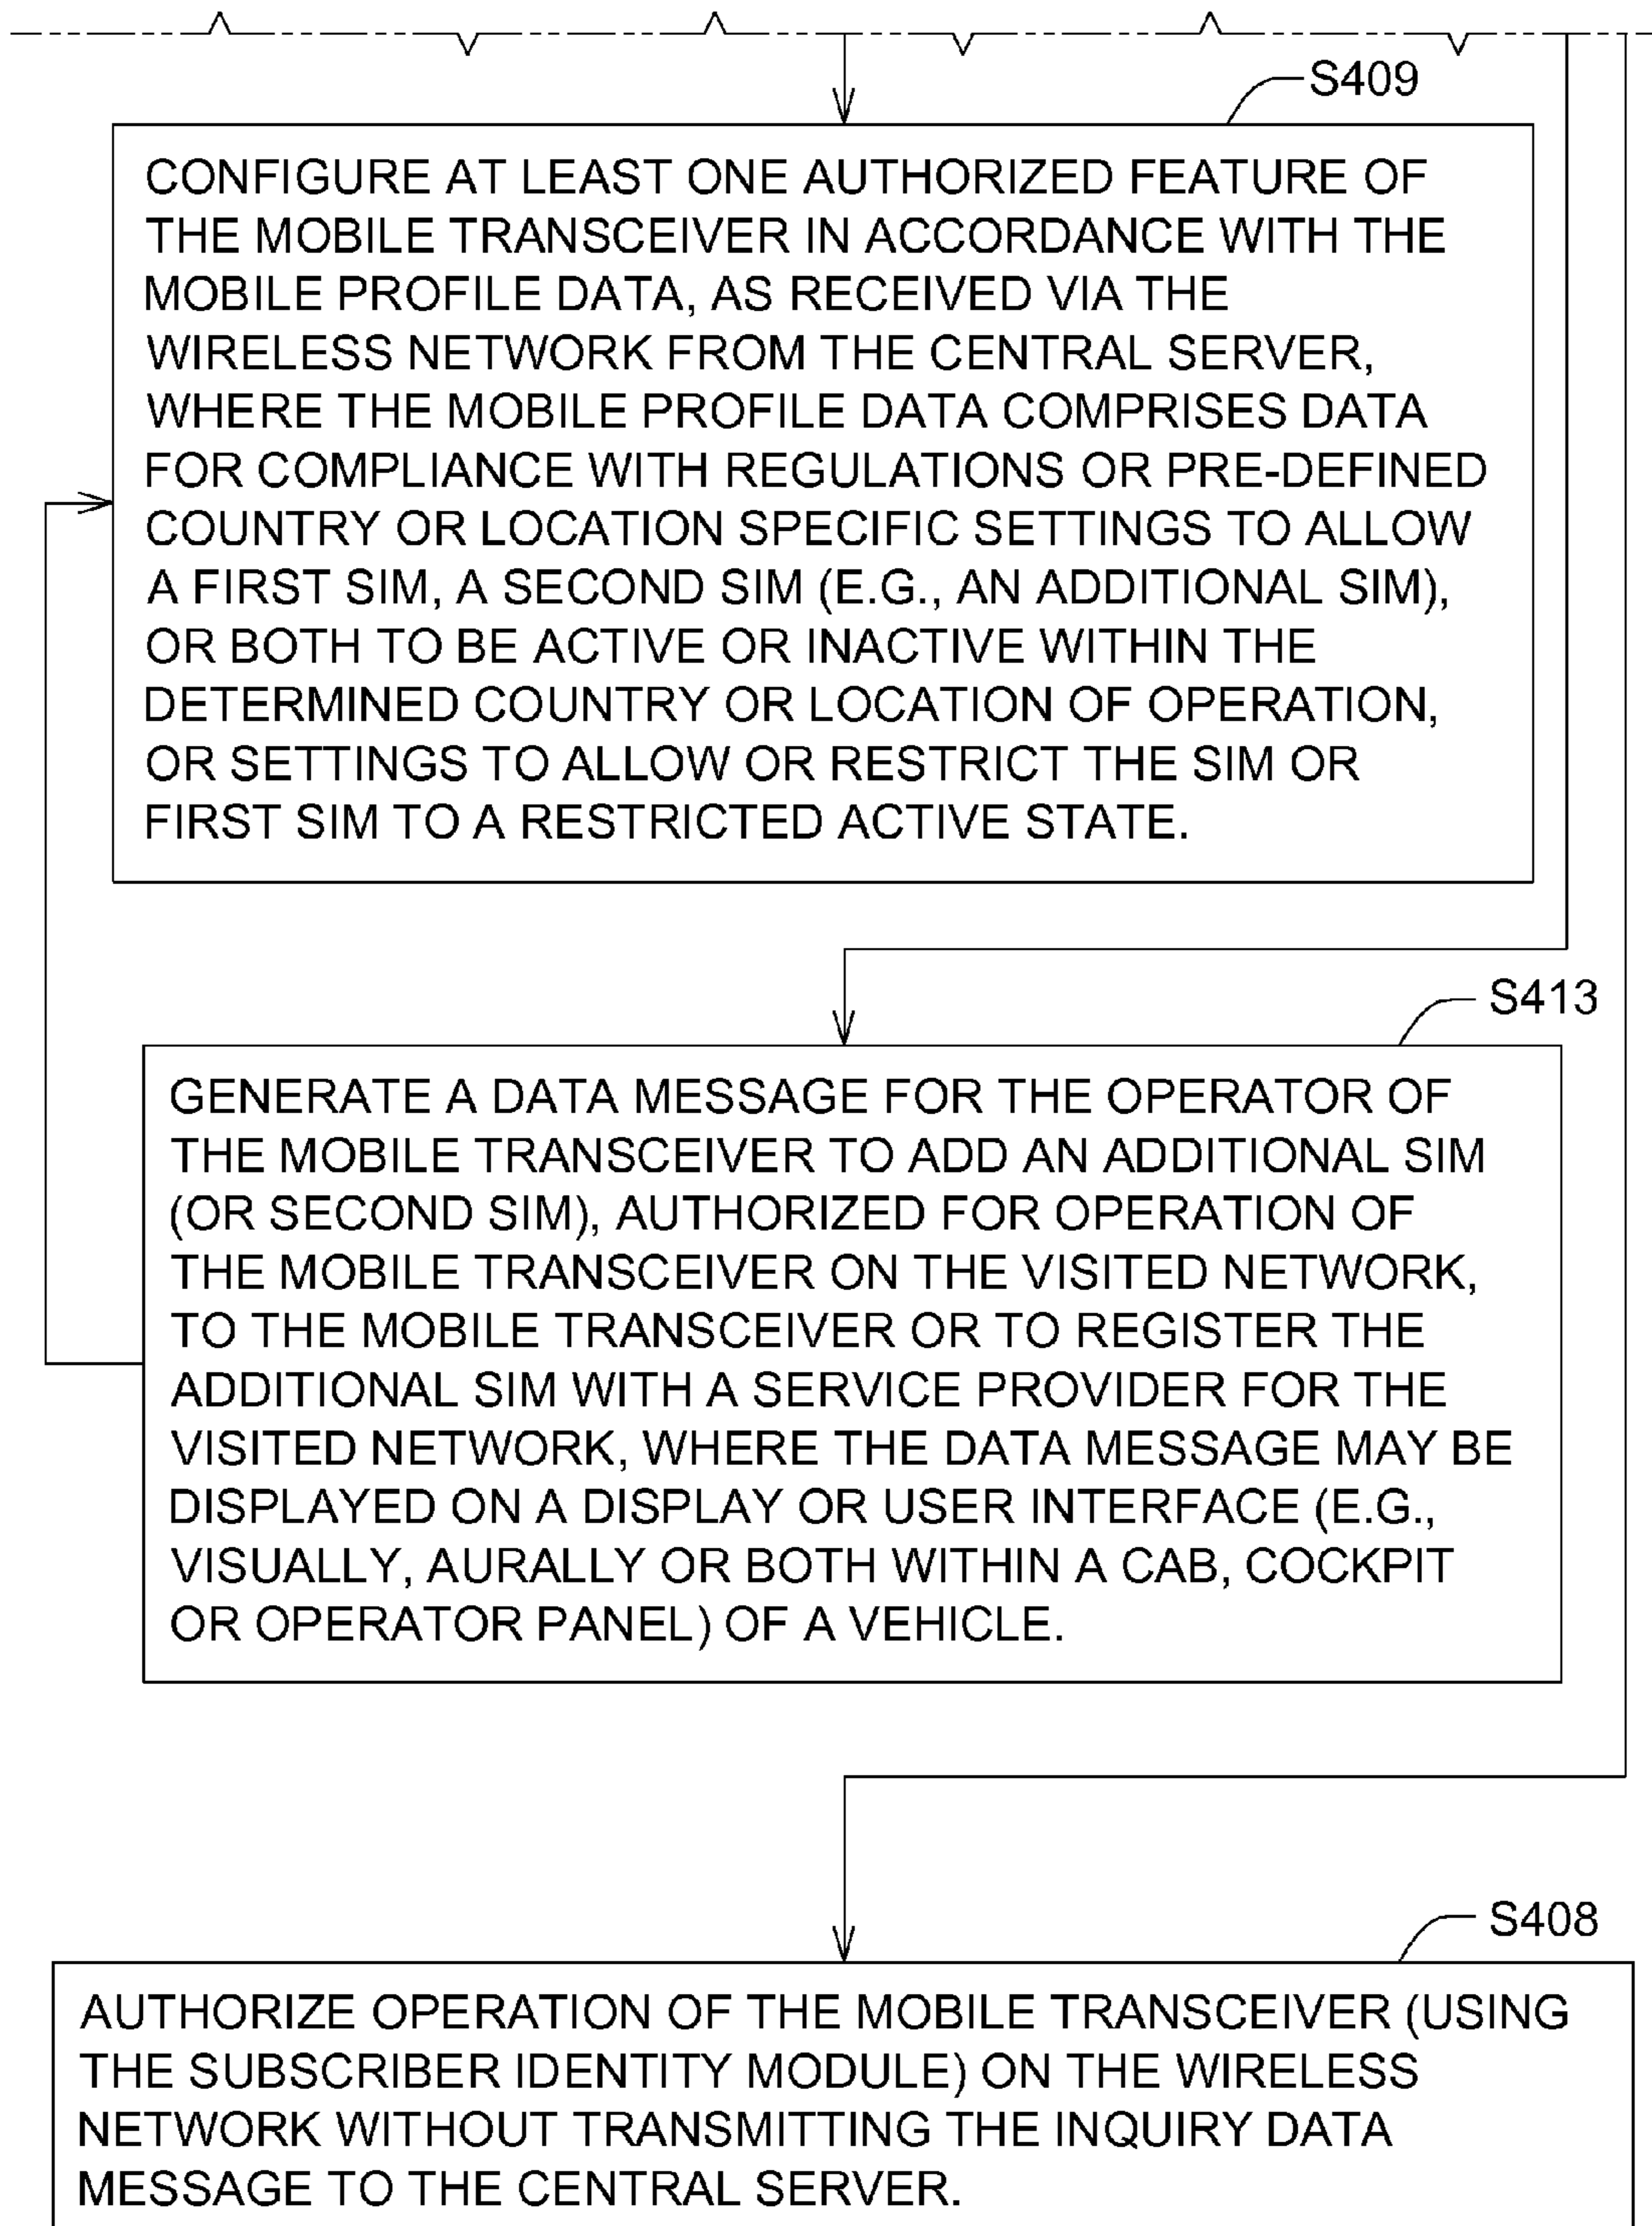 S409
CONFIGURE AT LEAST ONE AUTHORIZED FEATURE OF
THE MOBILE TRANSCEIVER IN ACCORDANCE WITH THE
MOBILE PROFILE DATA, AS RECEIVED VIA THE
WIRELESS NETWORK FROM THE CENTRAL SERVER,
WHERE THE MOBILE PROFILE DATA COMPRISES DATA
FOR COMPLIANCE WITH REGULATIONS OR PRE-DEFINED
COUNTRY OR LOCATION SPECIFIC SETTINGS TO ALLOW
A FIRST SIM, A SECOND SIM (E.G., AN ADDITIONAL SIM),
OR BOTH TO BE ACTIVE OR INACTIVE WITHIN THE
DETERMINED COUNTRY OR LOCATION OF OPERATION,
OR SETTINGS TO ALLOW OR RESTRICT THE SIM OR
FIRST SIM TO A RESTRICTED ACTIVE STATE.
S413
GENERATE A DATA MESSAGE FOR THE OPERATOR OF
THE MOBILE TRANSCEIVER TO ADD AN ADDITIONAL SIM
(OR SECOND SIM), AUTHORIZED FOR OPERATION OF
THE MOBILE TRANSCEIVER ON THE VISITED NETWORK,
TO THE MOBILE TRANSCEIVER OR TO REGISTER THE
ADDITIONAL SIM WITH A SERVICE PROVIDER FOR THE
VISITED NETWORK, WHERE THE DATA MESSAGE MAY BE
DISPLAYED ON A DISPLAY OR USER INTERFACE (E.G.,
VISUALLY, AURALLY OR BOTH WITHIN A CAB, COCKPIT
OR OPERATOR PANEL) OF A VEHICLE.
S408
AUTHORIZE OPERATION OF THE MOBILE TRANSCEIVER (USING
THE SUBSCRIBER IDENTITY MODULE) ON THE WIRELESS
NETWORK WITHOUT TRANSMITTING THE INQUIRY DATA
MESSAGE TO THE CENTRAL SERVER.